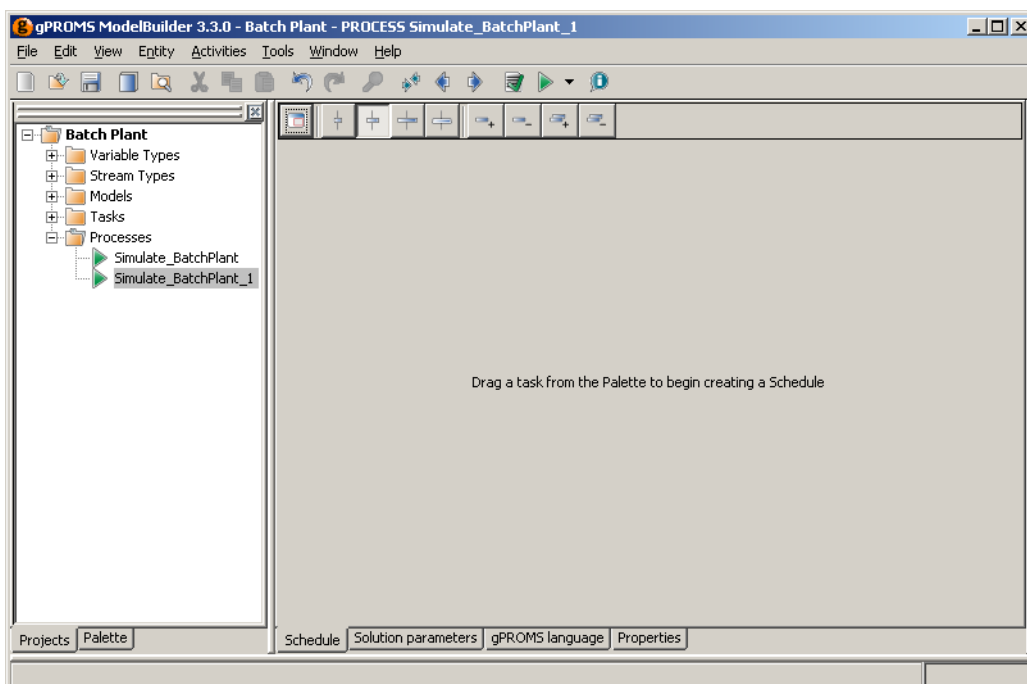 gPROMS ModelBuilder 3.3.0 - Batch Plant - PROCESS Simulate_BatchPlant_1
File Edit View Entity Activities Tools Window Help
Batch Plant
Variable Types
Stream Types
Models
Tasks
Processes
Simulate_BatchPlant
Simulate_BatchPlant_1
Drag a task from the Palette to begin creating a Schedule
Projects Palette
Schedule Solution parameters gPROMS language Properties